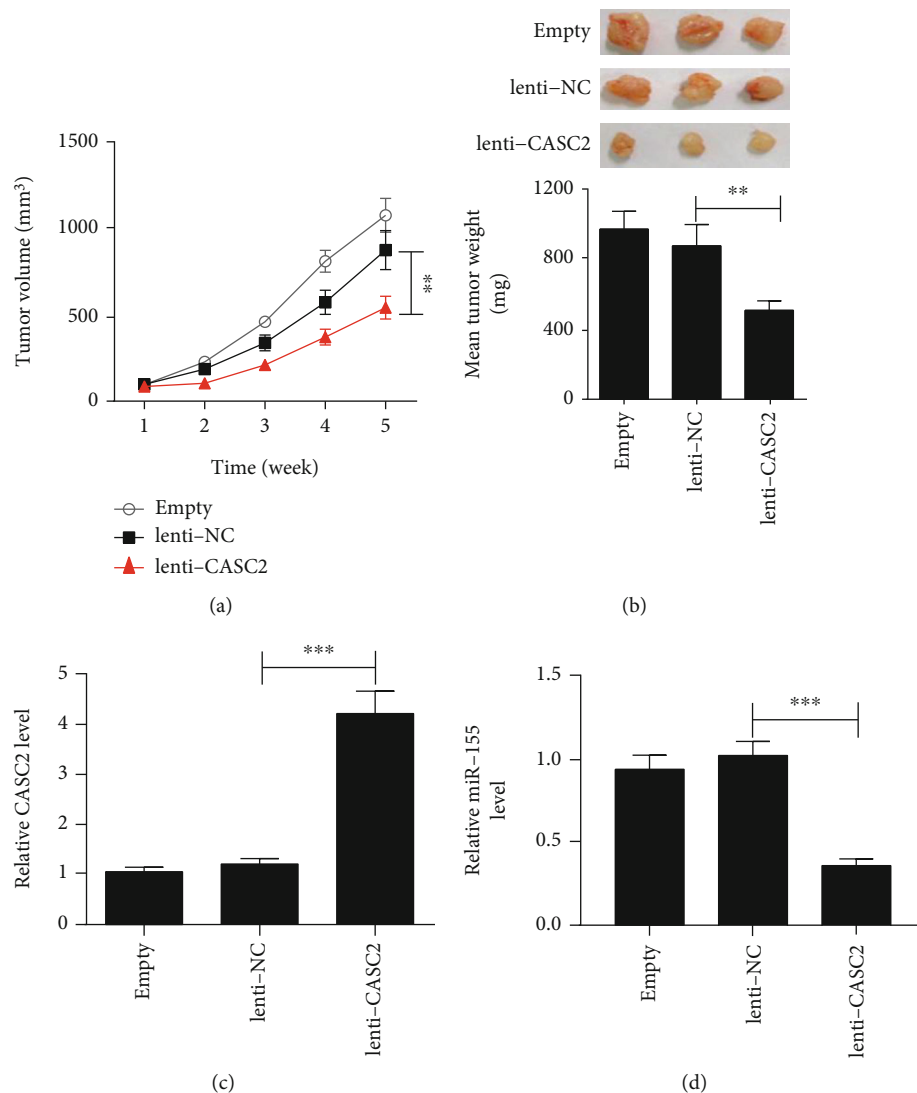 1500
1000
500
0
Tumor volume (mm³)
1 2 3 4 5
Time (week)
**
Empty
lenti–NC
lenti–CASC2
(a)
Empty
lenti–NC
lenti–CASC2
1200
800
400
0
Mean tumor weight
(mg)
**
Empty
lenti–NC
lenti–CASC2
(b)
5
4
3
2
1
0
Relative CASC2 level
***
Empty
lenti–NC
lenti–CASC2
(c)
1.5
1.0
0.5
0.0
Relative miR–155
level
***
Empty
lenti–NC
lenti–CASC2
(d)